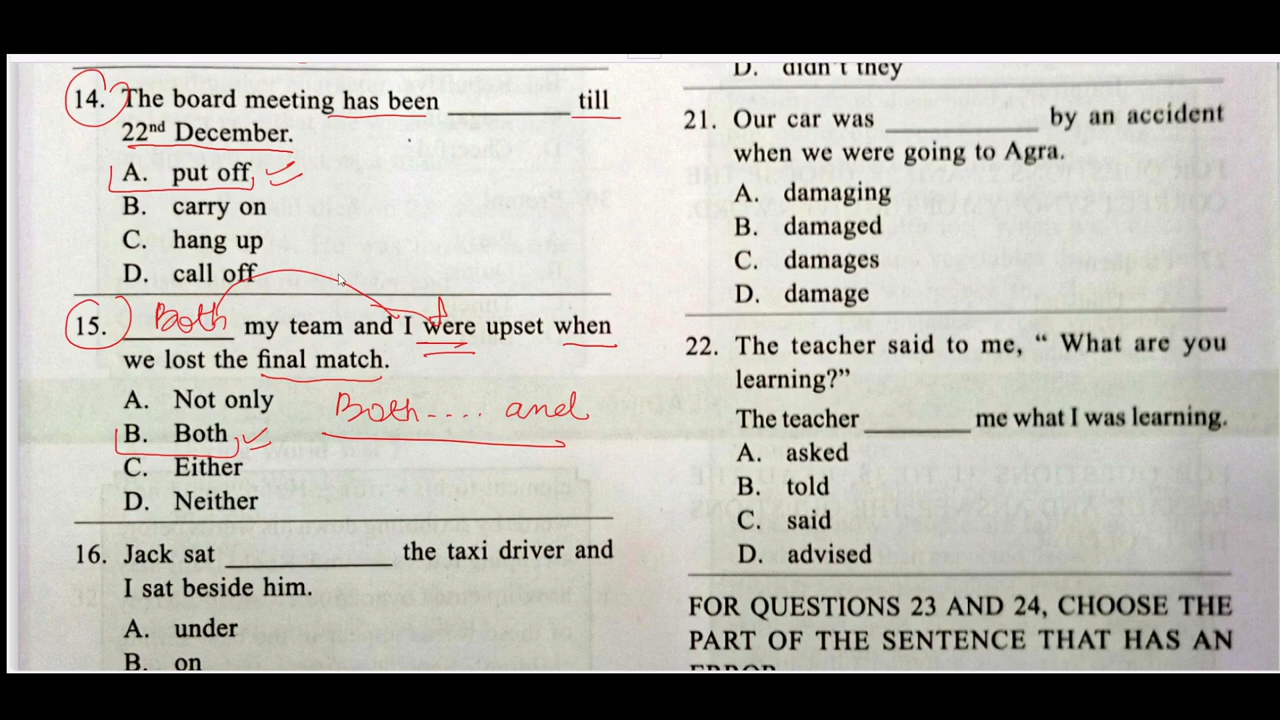 14. The board meeting has been ________ till
22nd December.
A. put off
B. carry on
C. hang up
D. call off
15. Both my team and I were upset when
we lost the final match.
A. Not only
Both .... and
B. Both
C. Either
D. Neither
16. Jack sat ________ the taxi driver and
I sat beside him.
A. under
B. on
D. didn't they
21. Our car was ________ by an accident
when we were going to Agra.
A. damaging
B. damaged
C. damages
D. damage
22. The teacher said to me, “ What are you
learning?”
The teacher ________ me what I was learning.
A. asked
B. told
C. said
D. advised
FOR QUESTIONS 23 AND 24, CHOOSE THE
PART OF THE SENTENCE THAT HAS AN
ERROR